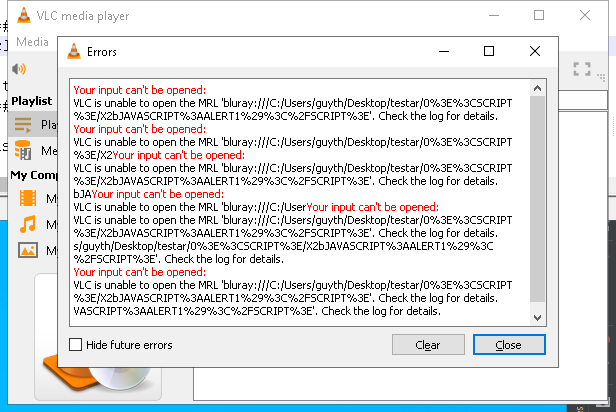 VLC media player
Media
Errors
Playlist
Pla
Me
My Comp
M
My
My
Your input can't be opened:
VLC is unable to open the MRL 'bluray:///C:/Users/guyth/Desktop/testar/0%3E%3CSCRIPT
%3E/X2bJAVASCRIPT%3AALERT1%29%3C%2FSCRIPT%3E'. Check the log for details.
Your input can't be opened:
VLC is unable to open the MRL 'bluray:///C:/Users/guyth/Desktop/testar/0%3E%3CSCRIPT
%3E/X2Your input can't be opened:
VLC is unable to open the MRL 'bluray:///C:/Users/guyth/Desktop/testar/0%3E%3CSCRIPT
%3E/X2bJAVASCRIPT%3AALERT1%29%3C%2FSCRIPT%3E'. Check the log for details.
bJAYour input can't be opened:
VLC is unable to open the MRL 'bluray:///C:/UserYour input can't be opened:
VLC is unable to open the MRL 'bluray:///C:/Users/guyth/Desktop/testar/0%3E%3CSCRIPT
%3E/X2bJAVASCRIPT%3AALERT1%29%3C%2FSCRIPT%3E'. Check the log for details.
s/guyth/Desktop/testar/0%3E%3CSCRIPT%3E/X2bJAVASCRIPT%3AALERT1%29%3C
%2FSCRIPT%3E'. Check the log for details.
Your input can't be opened:
VLC is unable to open the MRL 'bluray:///C:/Users/guyth/Desktop/testar/0%3E%3CSCRIPT
%3E/X2bJAVASCRIPT%3AALERT1%29%3C%2FSCRIPT%3E'. Check the log for details.
VASCRIPT%3AALERT1%29%3C%2FSCRIPT%3E'. Check the log for details.
Hide future errors
Clear
Close